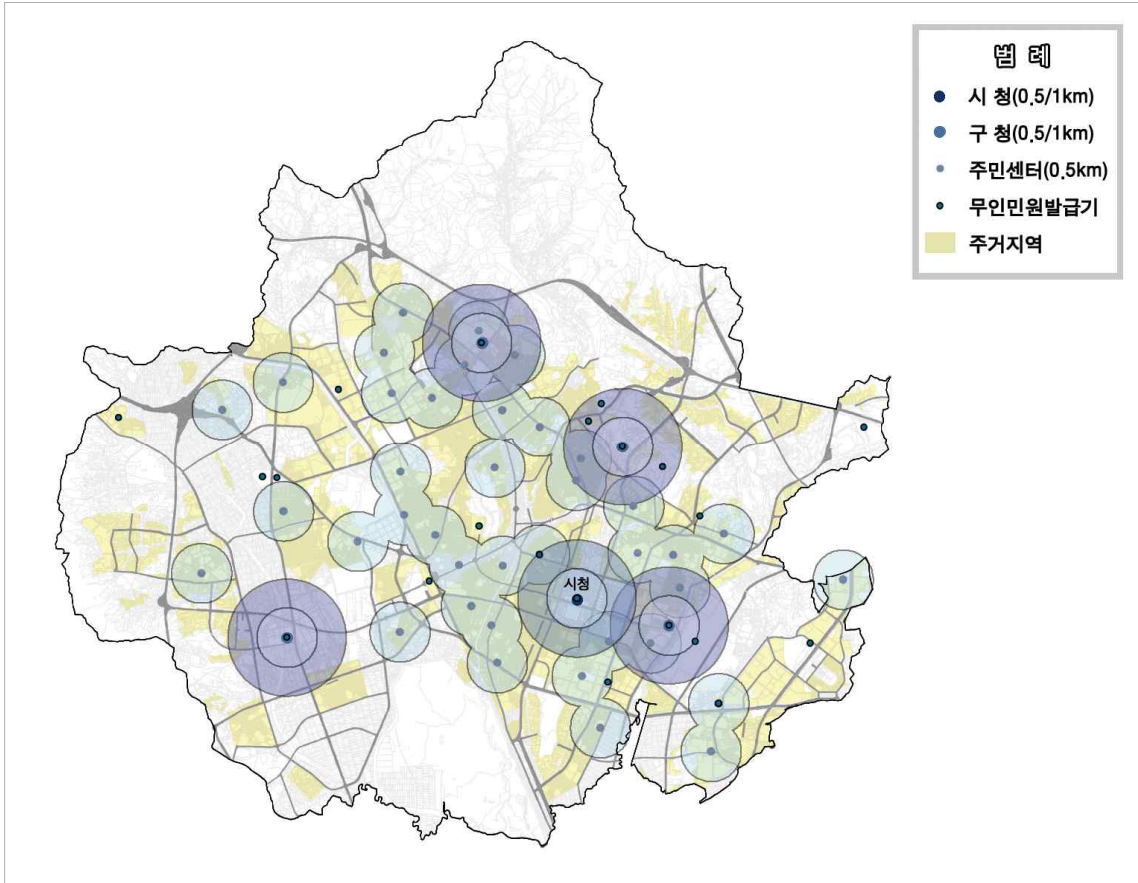 범 례
시 청(0.5/1km)
구 청(0.5/1km)
주민센터(0.5km)
무인민원발급기
주거지역
시청